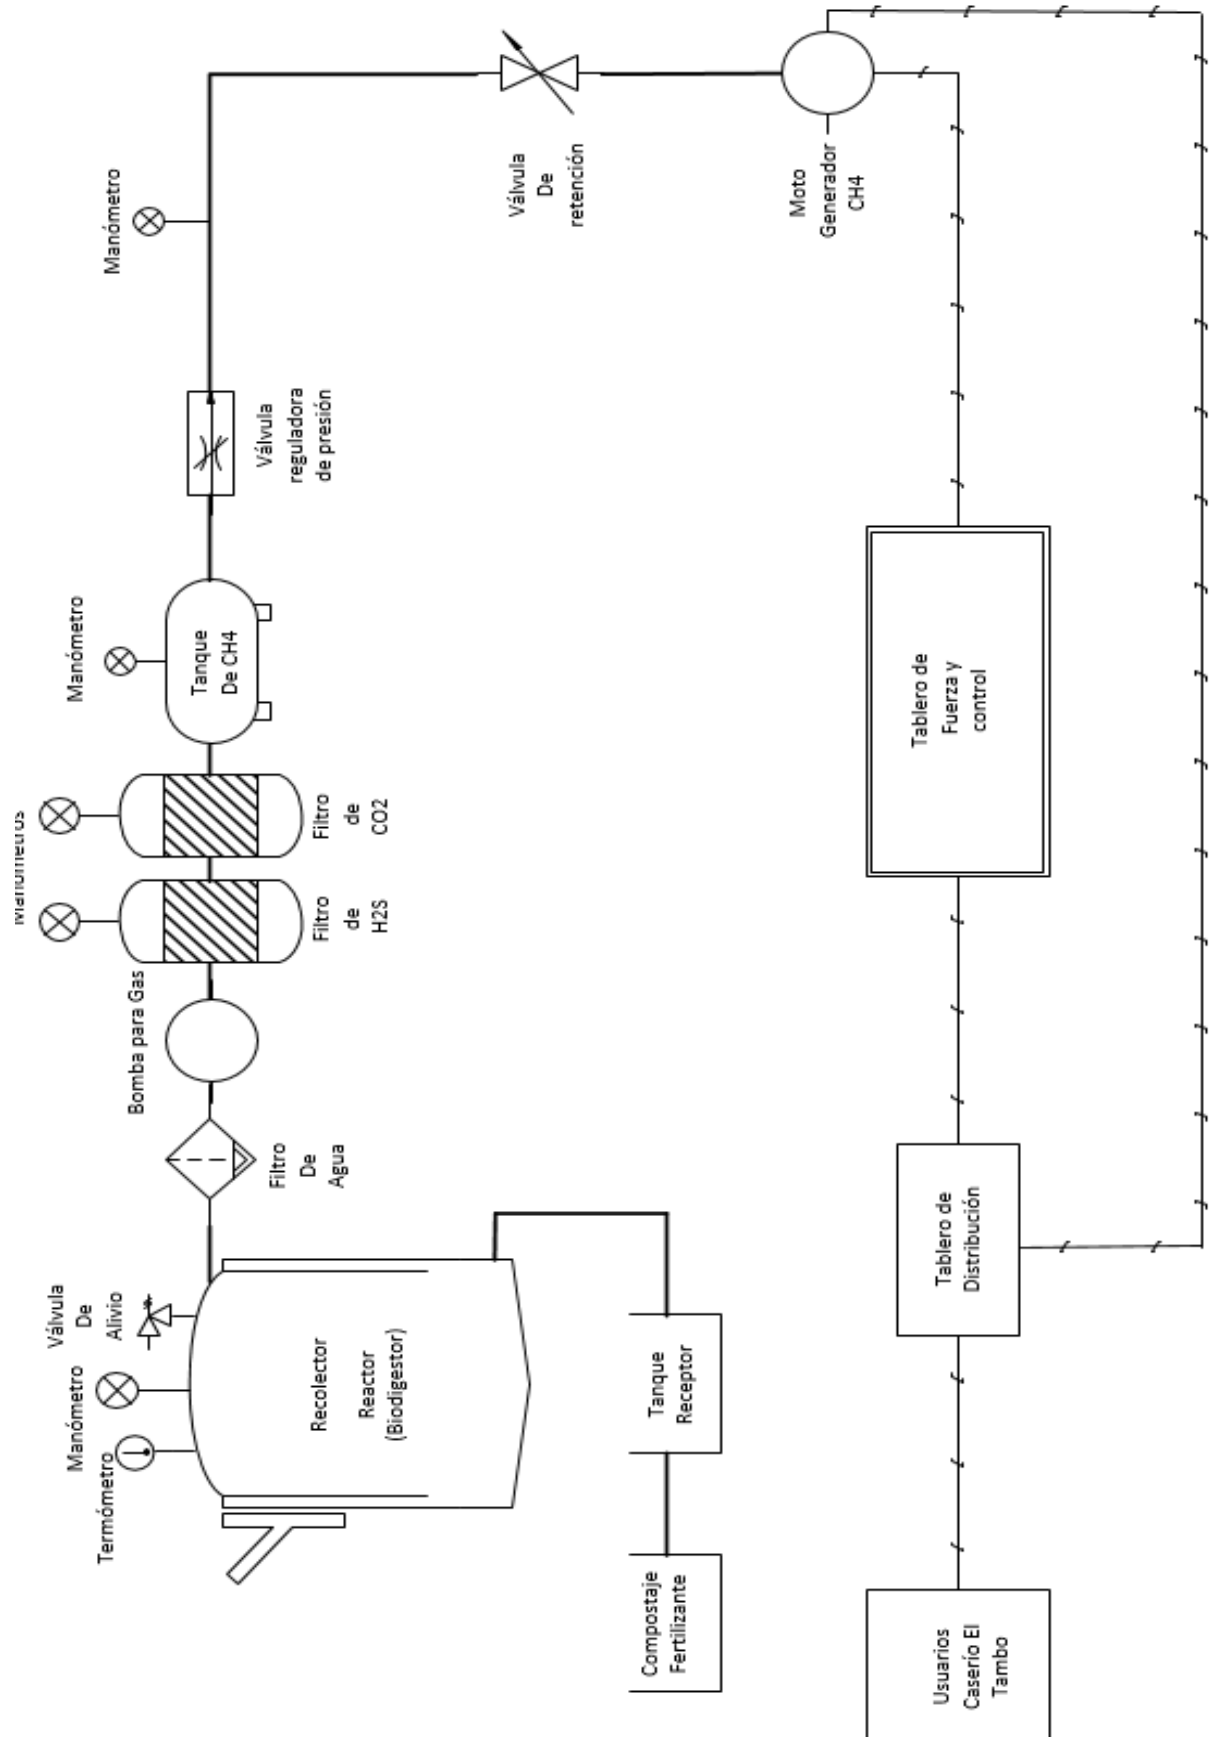 Termómetro
Manómetro
Válvula
De
Alivio
Bomba para Gas
Manómetros
Manómetro
Manómetro
Filtro
De
Agua
Filtro
de
H2S
Filtro
de
CO2
Tanque
De CH4
Válvula
reguladora
de presión
Válvula
De
retención
Moto
Generador
CH4
Recolector
Reactor
(Biodigestor)
Compostaje
Fertilizante
Tanque
Receptor
Usuarios
Caserío El
Tambo
Tablero de
Distribución
Tablero de
Fuerza y
control